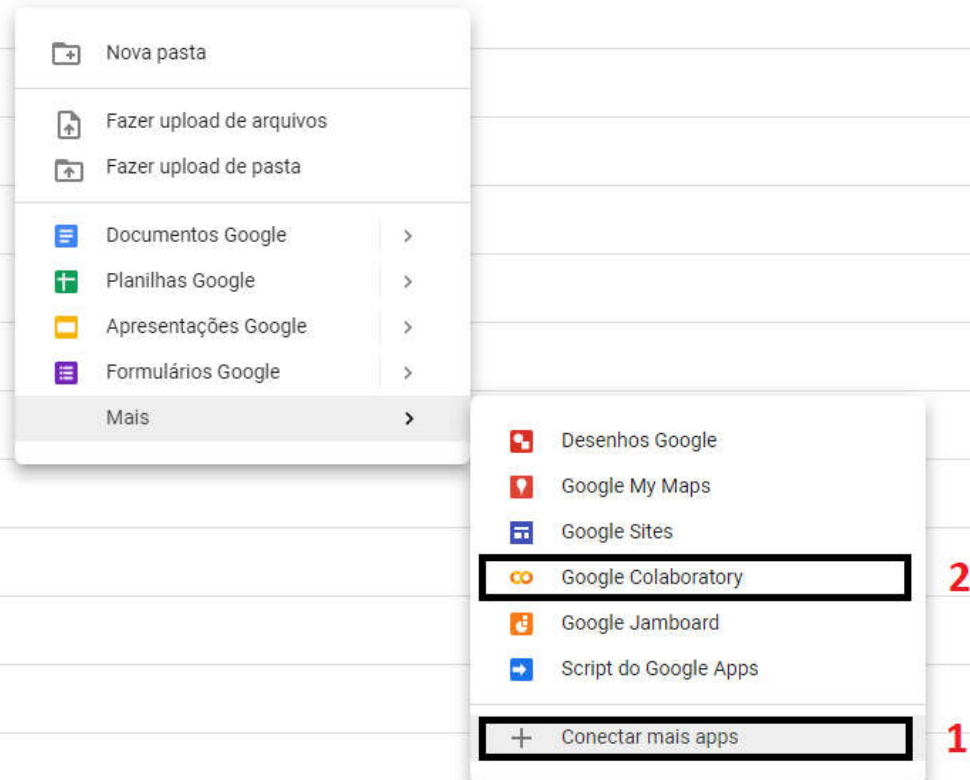 Nova pasta
Fazer upload de arquivos
Fazer upload de pasta
Documentos Google
Planilhas Google
Apresentações Google
Formulários Google
Mais
Desenhos Google
Google My Maps
Google Sites
Google Colaboratory
2
Google Jamboard
Script do Google Apps
Conectar mais apps
1